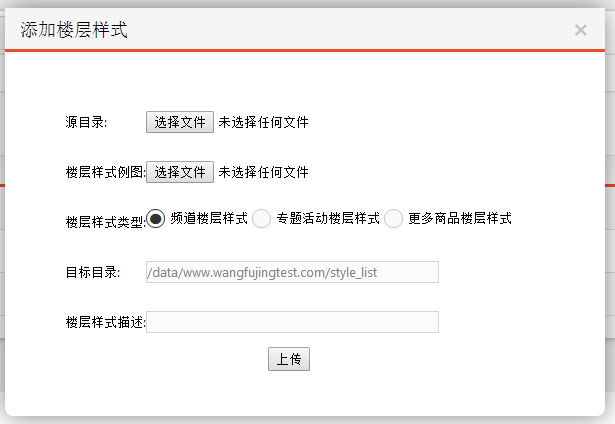 添加楼层样式 ×
源目录: 选择文件 未选择任何文件
楼层样式例图: 选择文件 未选择任何文件
楼层样式类型: 频道楼层样式 专题活动楼层样式 更多商品楼层样式
目标目录: /data/www.wangfujingtest.com/style_list
楼层样式描述:
上传